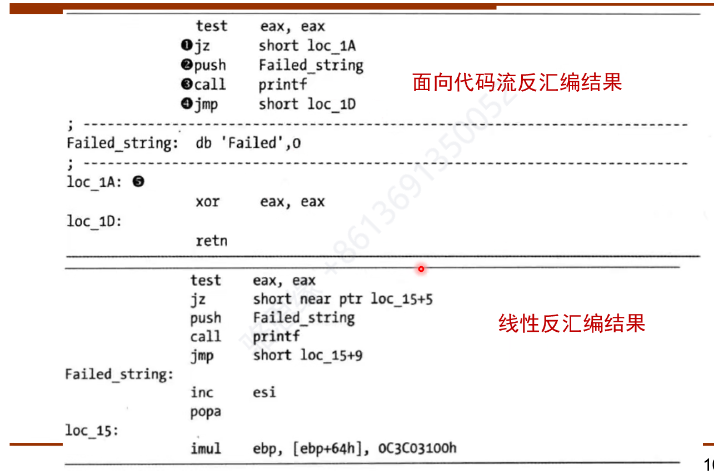 test eax, eax
❶jz short loc_1A
❷push Failed_string
❸call printf
❹jmp short loc_1D
面向代码流反汇编结果
; ------------------------------------------------------------------
Failed_string: db 'Failed',0
; ------------------------------------------------------------------
loc_1A: ❺
xor eax, eax
loc_1D:
retn
test eax, eax
jz short near ptr loc_15+5
push Failed_string
call printf
jmp short loc_15+9
线性反汇编结果
Failed_string:
inc esi
popa
loc_15:
imul ebp, [ebp+64h], 0C3C03100h